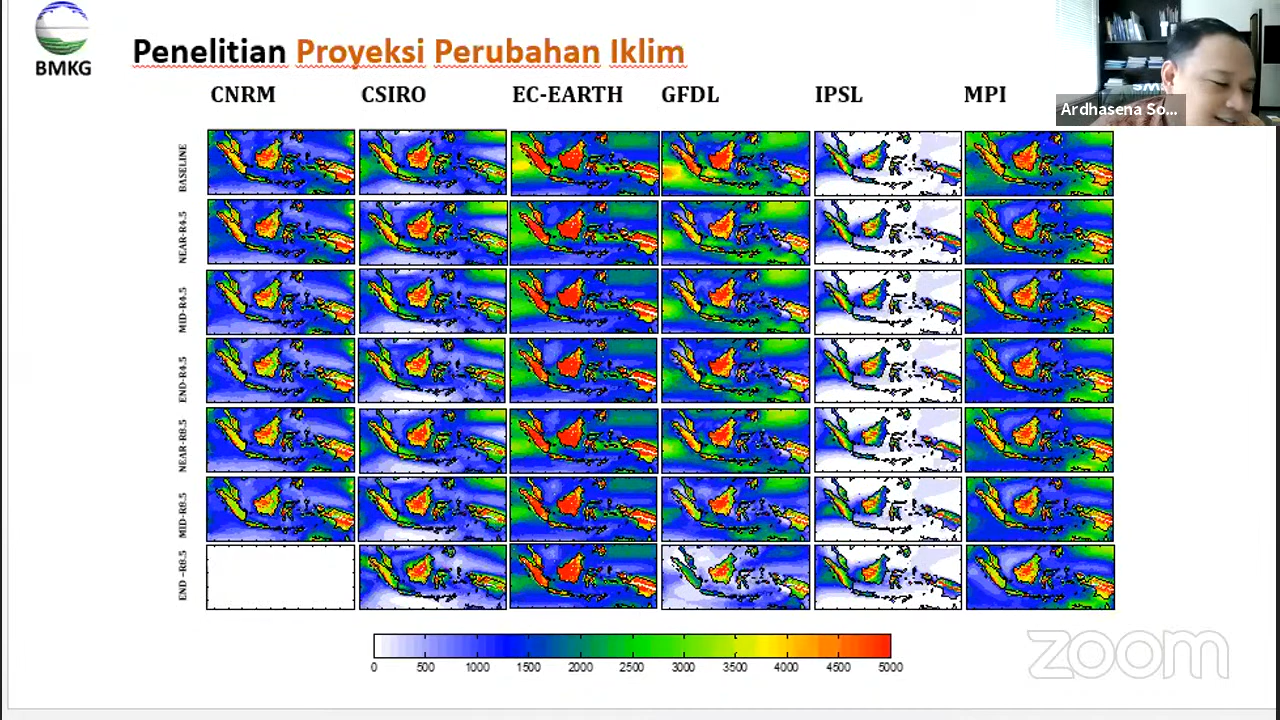 BMKG
Penelitian Proyeksi Perubahan Iklim
Ardhasena So...
CNRM CSIRO EC-EARTH GFDL IPSL MPI
BASELINE
NEAR-R4.5
MID-R4.5
END-R4.5
NEAR-R8.5
MID-R8.5
END -R8.5
0 500 1000 1500 2000 2500 3000 3500 4000 4500 5000
zoom